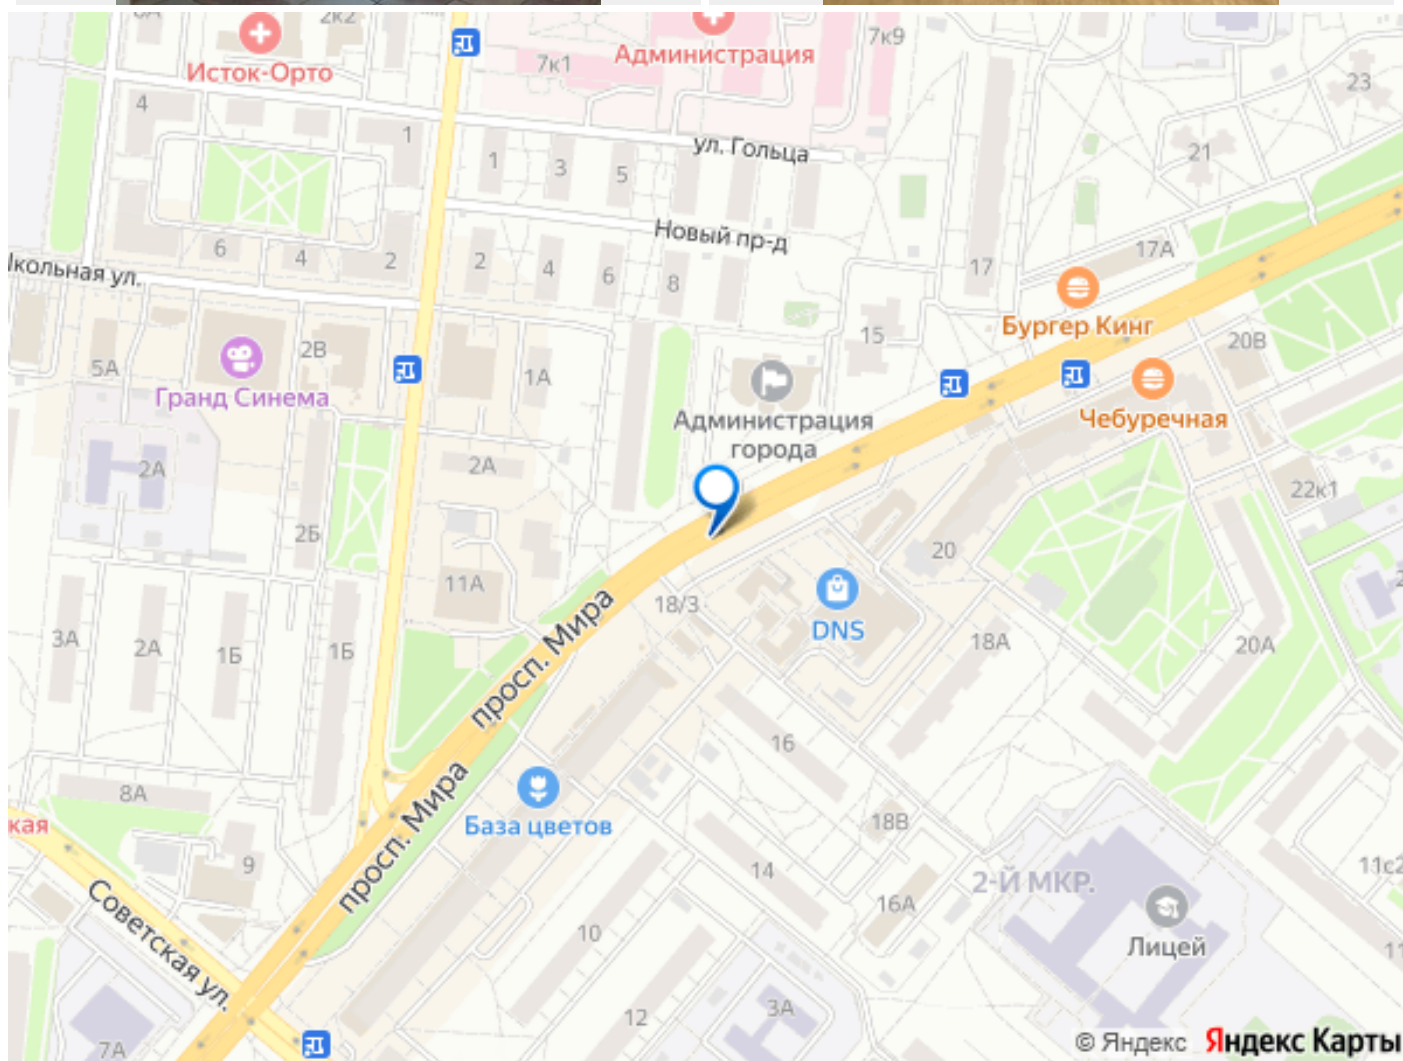 2к2
7к9
Администрация
Исток-Орто
7к1
23
4
1
ул. Гольца
21
1
3
5
Новый пр-д
17А
6
4
2
2
4
6
8
17
Школьная ул.
Бургер Кинг
15
20В
2В
5А
1А
Гранд Синема
Чебуречная
Администрация
города
2А
2А
22к1
2Б
20
11А
18/3
DNS
3А
2А
1Б
1Б
18А
20А
просп. Мира
16
8А
просп. Мира
База цветов
кая
18В
9
14
2-Й МКР.
11с2
Советская ул.
16А
10
Лицей
3А
12
7А
© Яндекс Яндекс Карты